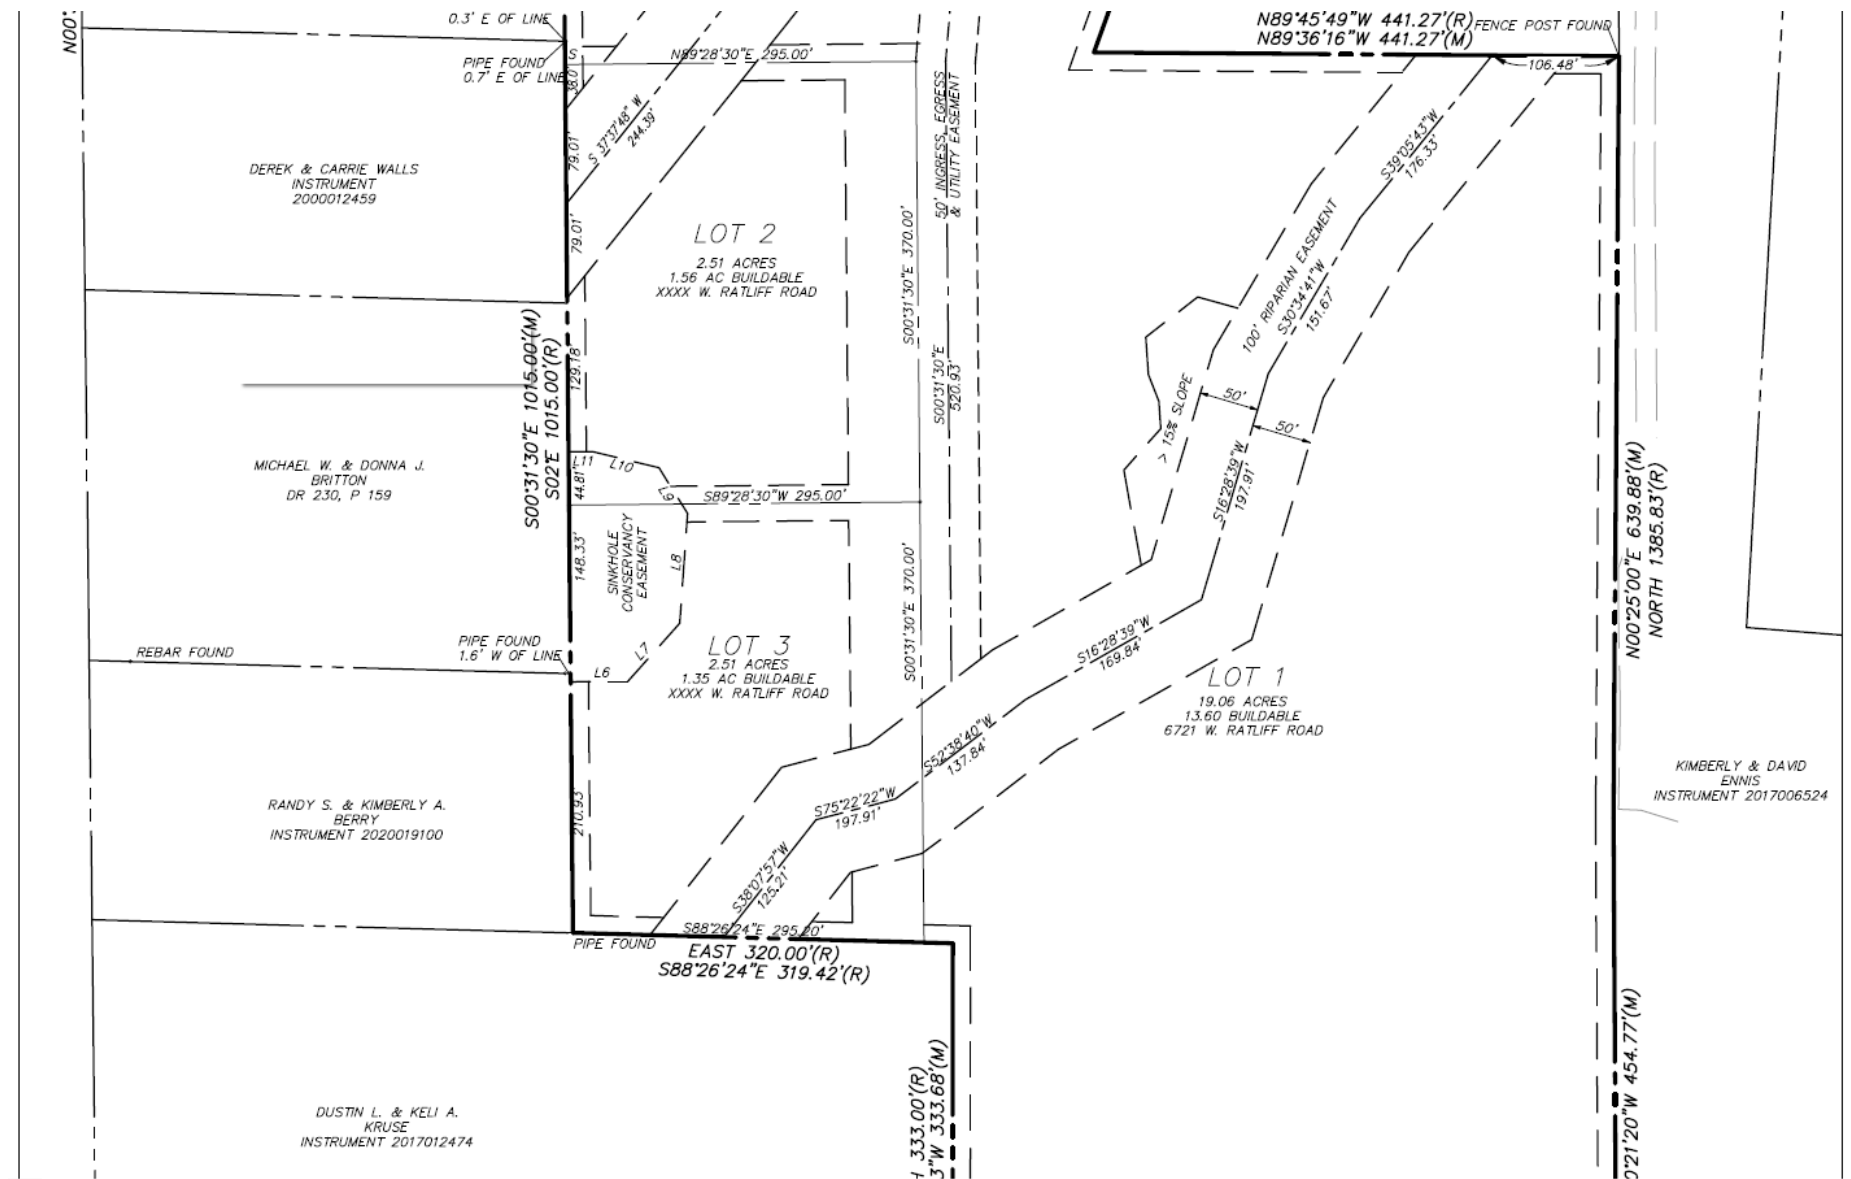 N00°
0.3' E OF LINE
PIPE FOUND
0.7' E OF LINE
S
38.0'
N89°28'30"E 295.00'
S 37°37'48" W
244.39'
79.01'
79.01'
50' INGRESS, EGRESS
& UTILITY EASEMENT
N89°45'49"W 441.27'(R)
N89°36'16"W 441.27'(M)
FENCE POST FOUND
106.48'
DEREK & CARRIE WALLS
INSTRUMENT
2000012459
LOT 2
2.51 ACRES
1.56 AC BUILDABLE
XXXX W. RATLIFF ROAD
S00°31'30"E 370.00'
S39°05'43"W
176.33'
100' RIPARIAN EASEMENT
S30°34'41"W
151.67'
S00°31'30"E 1015.00'(M)
S02°E 1015.00'(R)
129.18'
S00°31'30"E
520.93'
> 15% SLOPE
50'
50'
S16°28'39"W
197.91'
MICHAEL W. & DONNA J.
BRITTON
DR 230, P 159
L11
L10
L9
44.81'
S89°28'30"W 295.00'
N00°25'00"E 639.88'(M)
NORTH 1385.83'(R)
148.33'
SINKHOLE
CONSERVANCY
EASEMENT
L8
S00°31'30"E 370.00'
REBAR FOUND
PIPE FOUND
1.6' W OF LINE
L7
L6
LOT 3
2.51 ACRES
1.35 AC BUILDABLE
XXXX W. RATLIFF ROAD
S16°28'39"W
169.84'
LOT 1
19.06 ACRES
13.60 BUILDABLE
6721 W. RATLIFF ROAD
S52°38'40"W
137.84'
S75°22'22"W
197.91'
210.93'
RANDY S. & KIMBERLY A.
BERRY
INSTRUMENT 2020019100
KIMBERLY & DAVID
ENNIS
INSTRUMENT 2017006524
S38°07'57"W
125.21'
S88°26'24"E 295.20'
PIPE FOUND
EAST 320.00'(R)
S88°26'24"E 319.42'(R)
H 333.00'(R)
3"W 333.68'(M)
0°21'20"W 454.77'(M)
DUSTIN L. & KELI A.
KRUSE
INSTRUMENT 2017012474